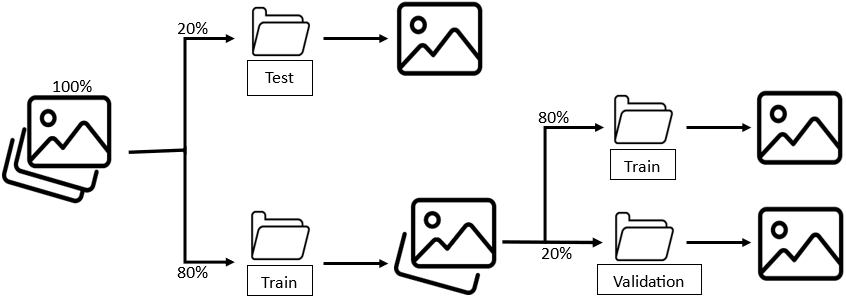 100%
20%
Test
80%
Train
80%
Train
20%
Validation